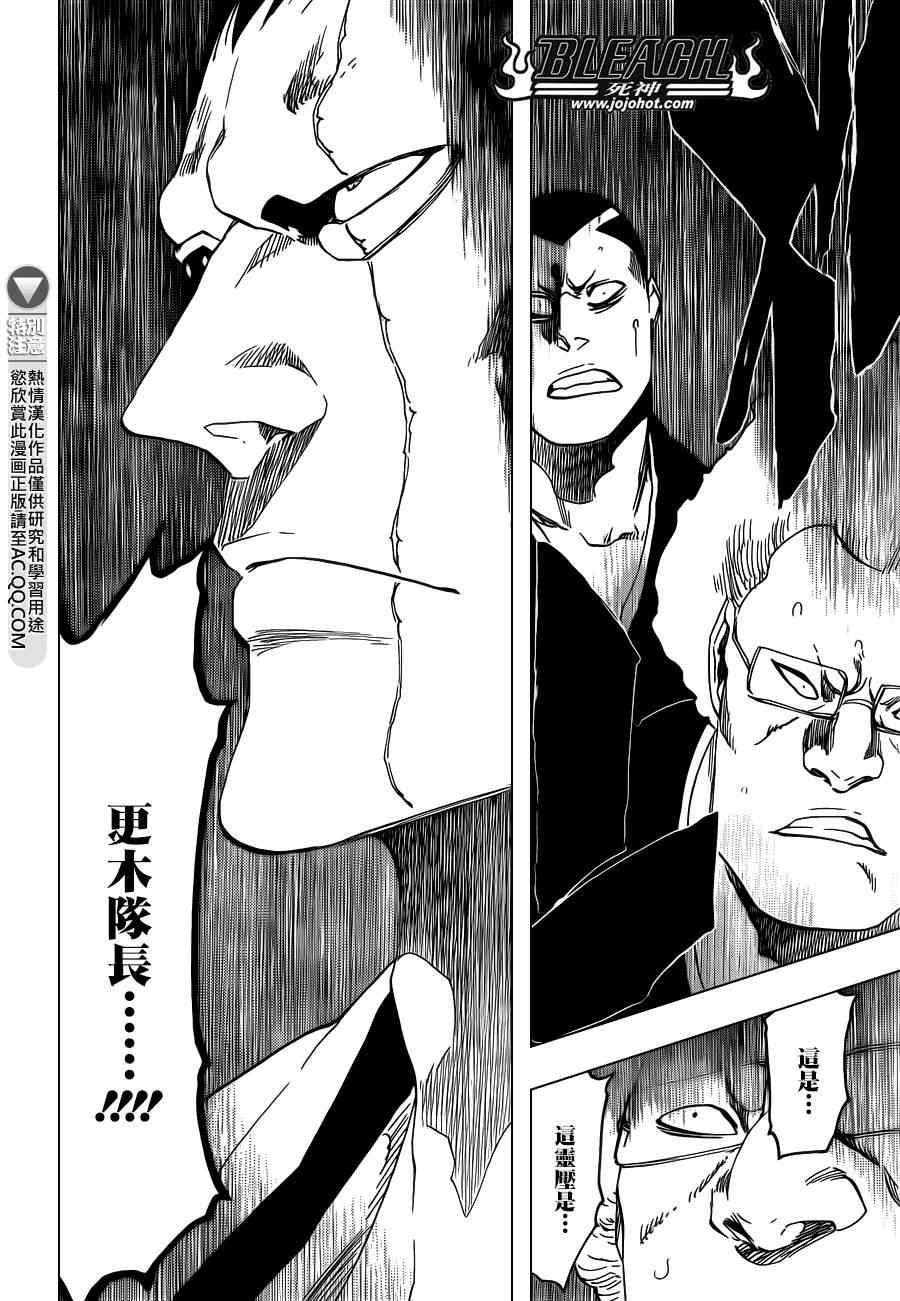 BLEACH
死神
www.jojohot.com
這是…
這靈壓是…
更木隊長……
!!!!
特別
注意
熱情漢化作品僅供研究和學習用途
慾欣賞此漫画正版,請至AC.QQ.COM